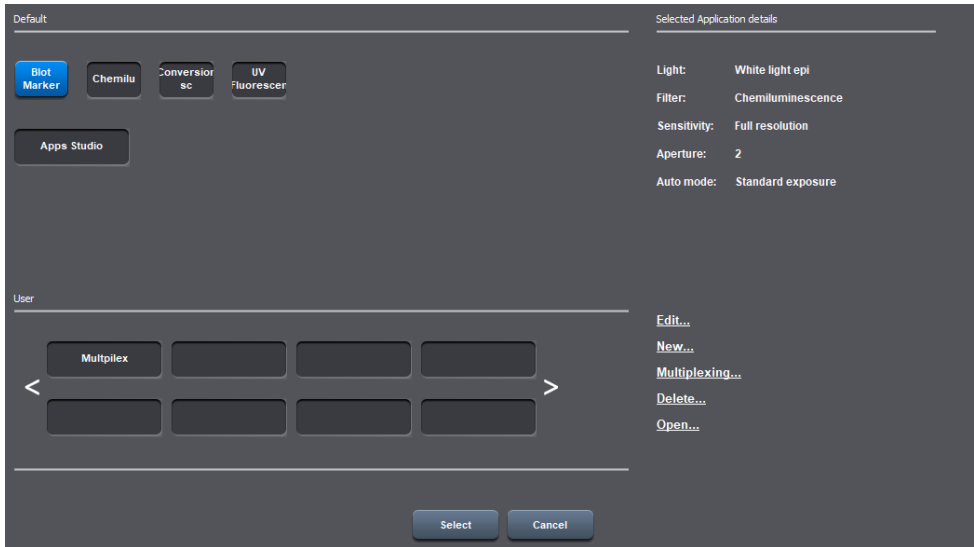 Default
Blot
Marker
Chemilu
Conversion
sc
UV
Fluorescen
Apps Studio
User
Multpilex
<
>
Select
Cancel
Selected Application details
Light: White light epi
Filter: Chemiluminescence
Sensitivity: Full resolution
Aperture: 2
Auto mode: Standard exposure
Edit...
New...
Multiplexing...
Delete...
Open...